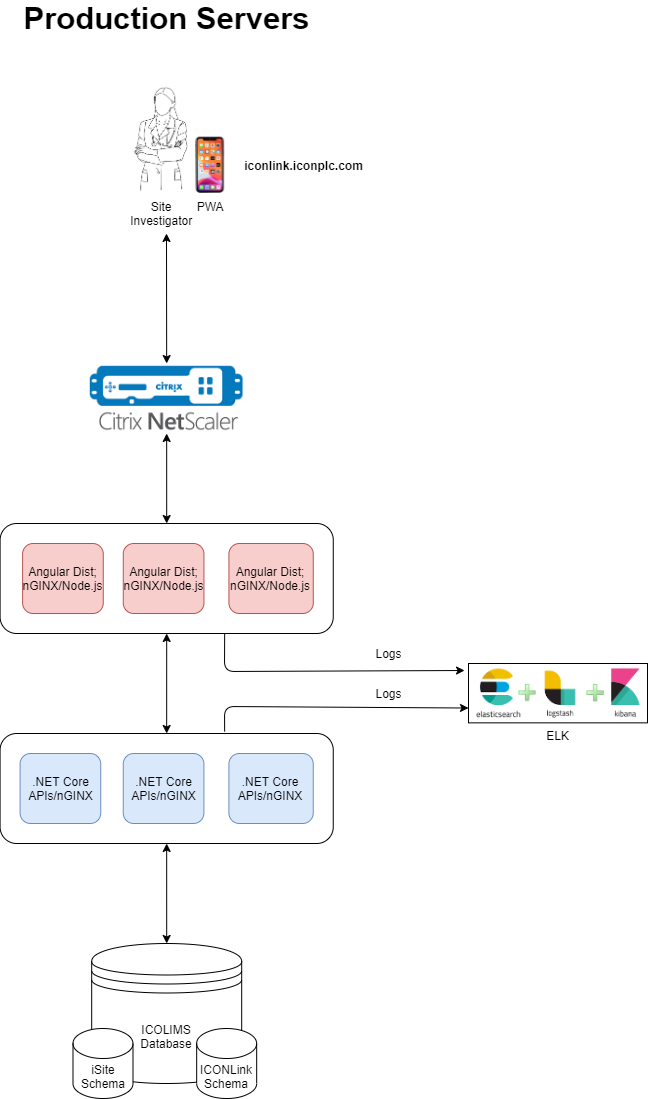 Production Servers
iconlink.iconplc.com
Site
Investigator
PWA
CITRIX
Citrix NetScaler
Angular Dist;
nGINX/Node.js
Angular Dist;
nGINX/Node.js
Angular Dist;
nGINX/Node.js
Logs
Logs
elasticsearch
logstash
kibana
ELK
.NET Core
APIs/nGINX
.NET Core
APIs/nGINX
.NET Core
APIs/nGINX
ICOLIMS
Database
iSite
Schema
ICONLink
Schema